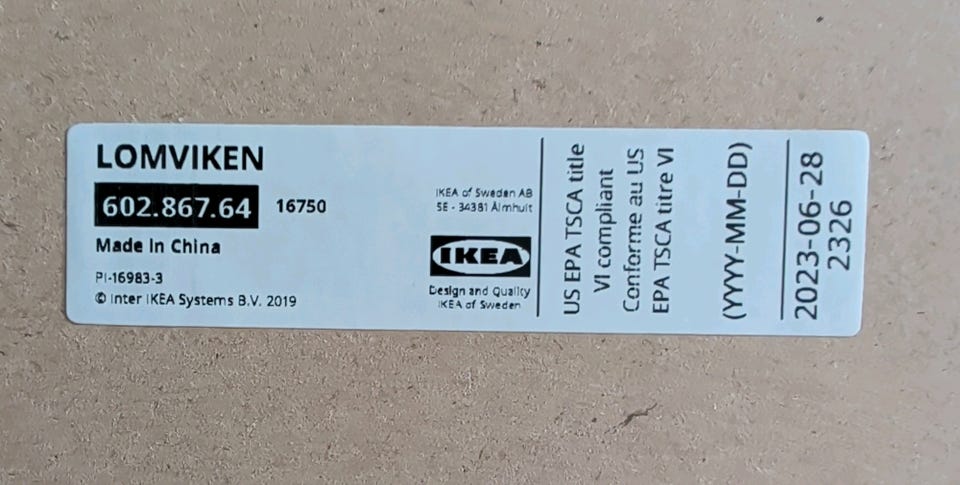 LOMVIKEN
602.867.64 16750
Made in China
PI-16983-3
© Inter IKEA Systems B.V. 2019
IKEA of Sweden AB
SE - 34381 Älmhult
IKEA
Design and Quality
IKEA of Sweden
US EPA TSCA title
VI compliant
Conforme au US
EPA TSCA titre VI
(YYYY-MM-DD)
2023-06-28
2326